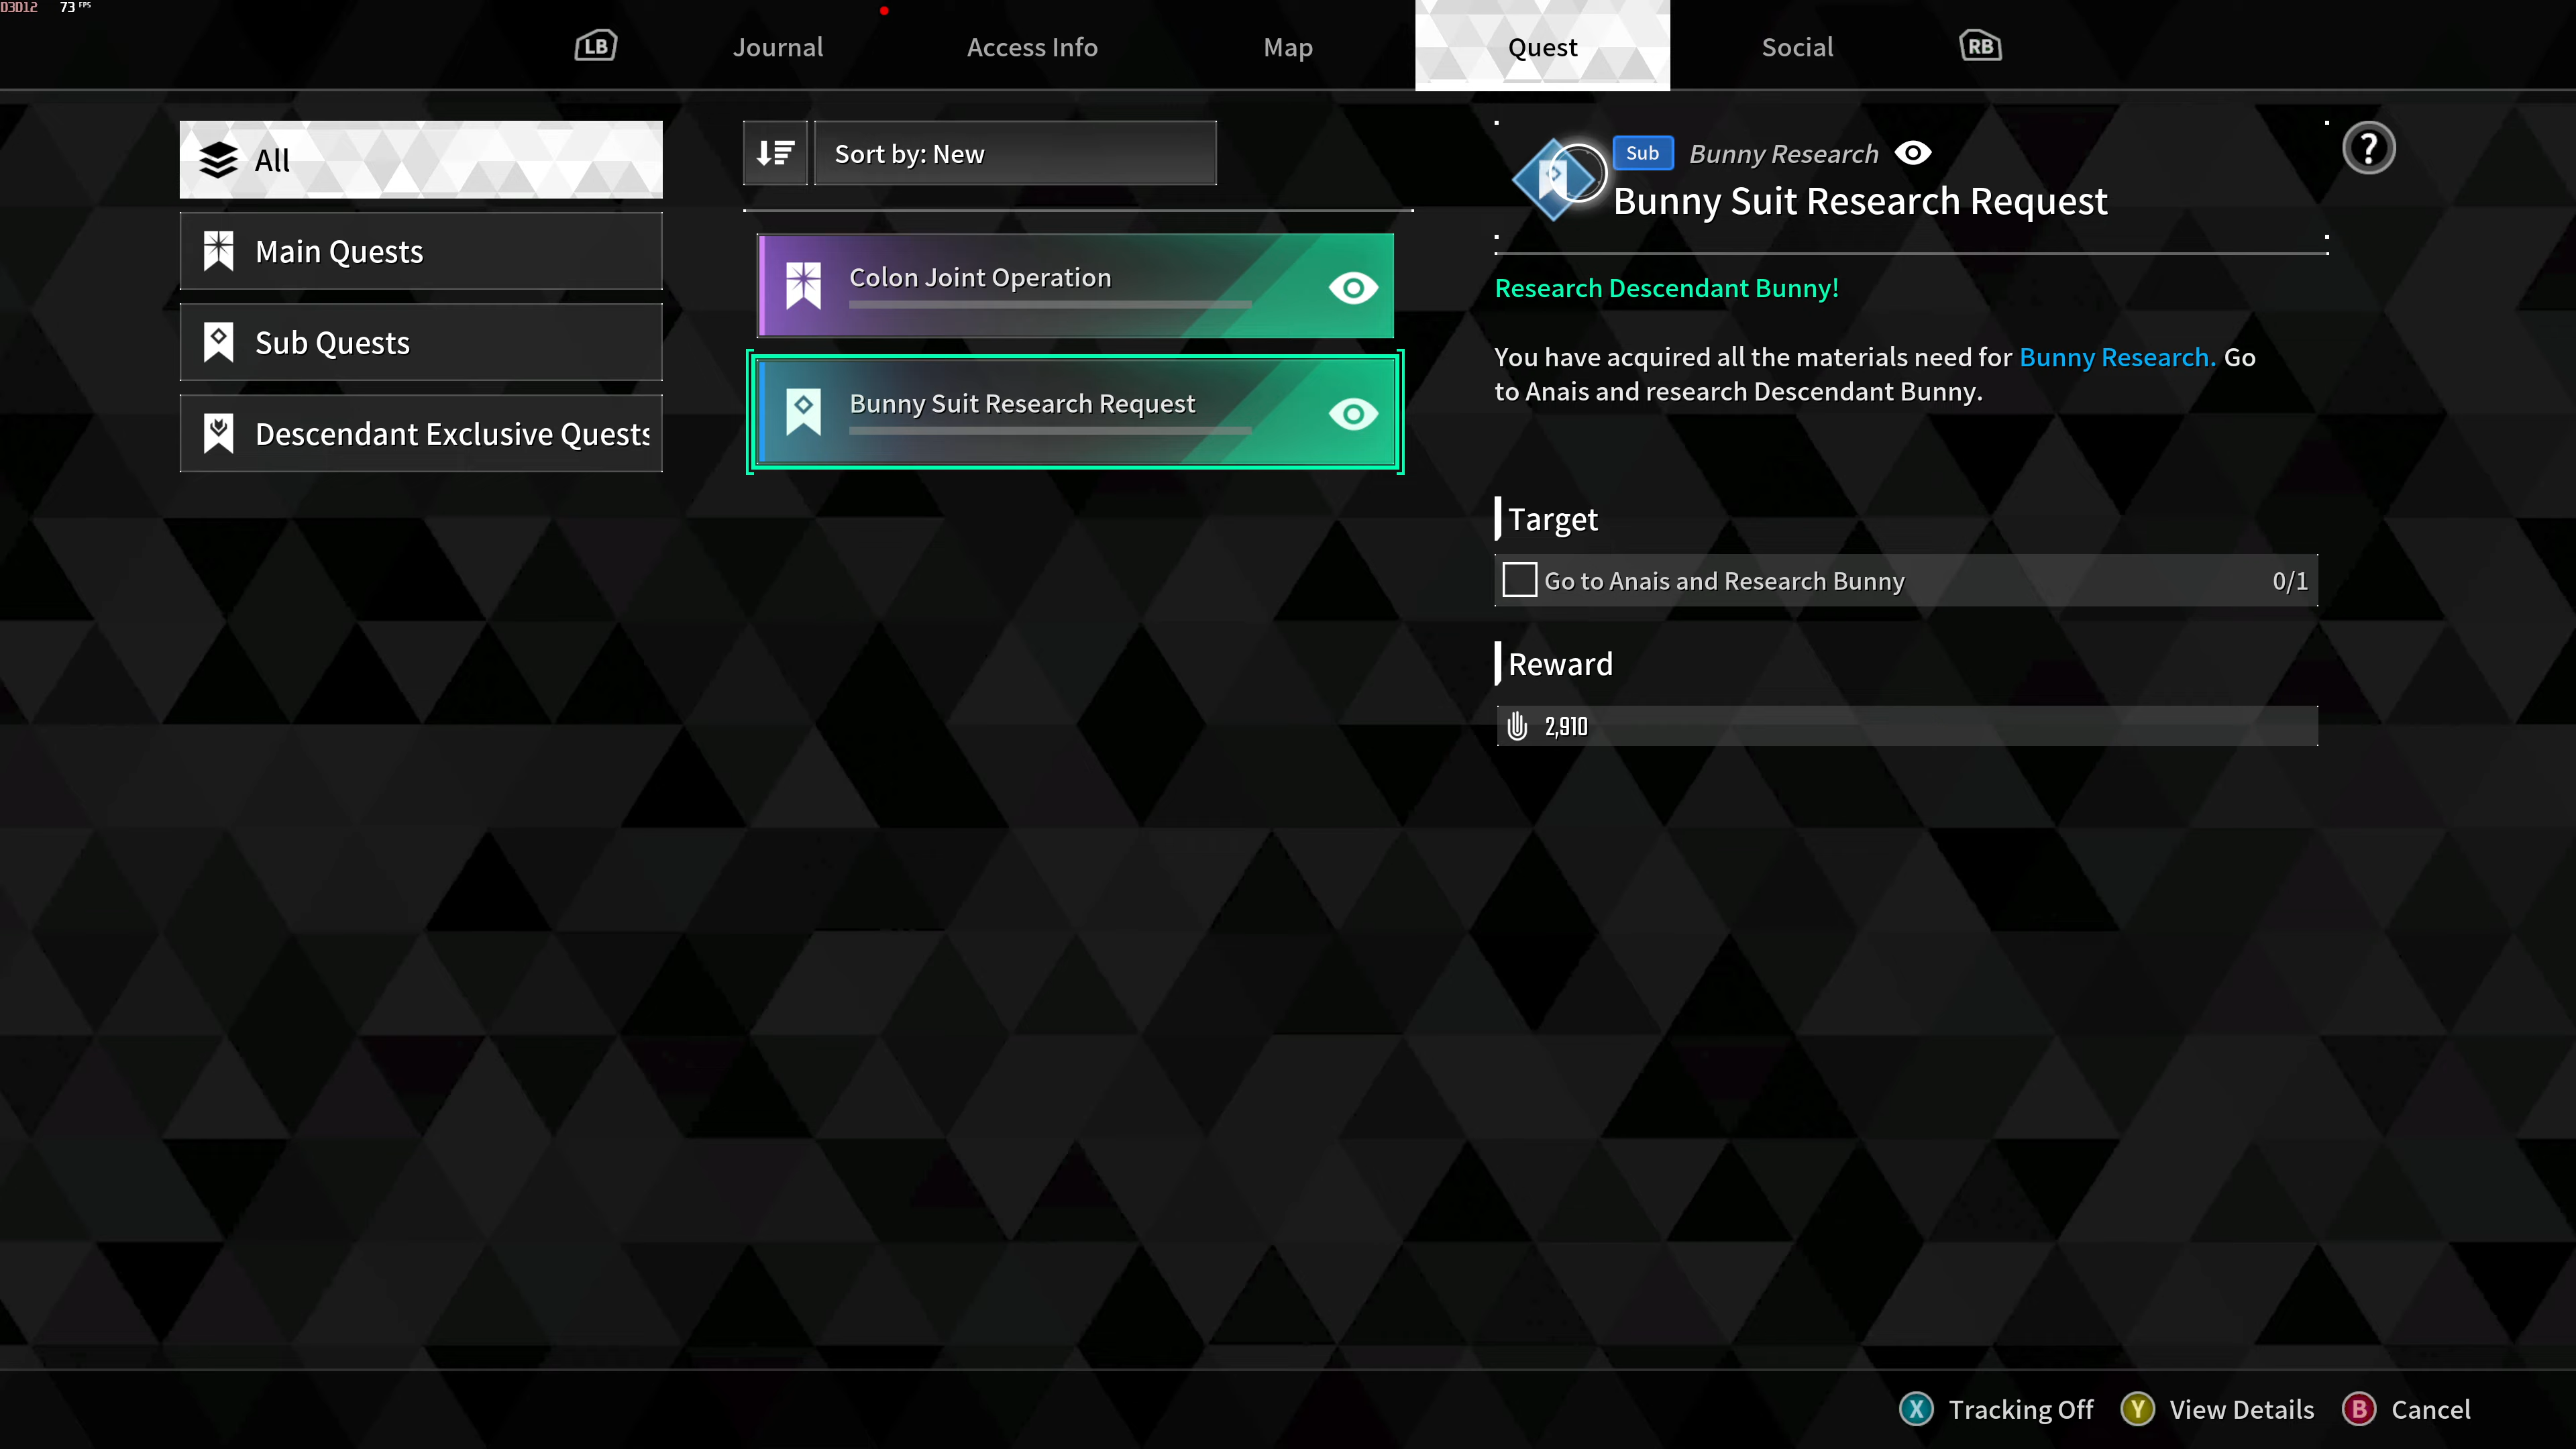 D3D12 73 FPS
LB Journal Access Info Map Quest Social RB
All
Main Quests
Sub Quests
Descendant Exclusive Quests
Sort by: New
Colon Joint Operation
Bunny Suit Research Request
Sub Bunny Research
Bunny Suit Research Request
?
Research Descendant Bunny!
You have acquired all the materials need for Bunny Research. Go
to Anais and research Descendant Bunny.
Target
Go to Anais and Research Bunny 0/1
Reward
2,910
X Tracking Off Y View Details B Cancel